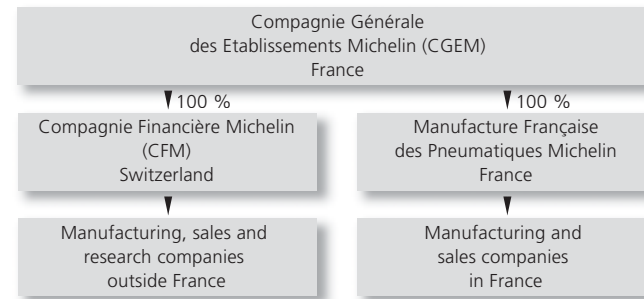 Compagnie Générale
des Etablissements Michelin (CGEM)
France
100 %
100 %
Compagnie Financière Michelin
(CFM)
Switzerland
Manufacture Française
des Pneumatiques Michelin
France
Manufacturing, sales and
research companies
outside France
Manufacturing and
sales companies
in France